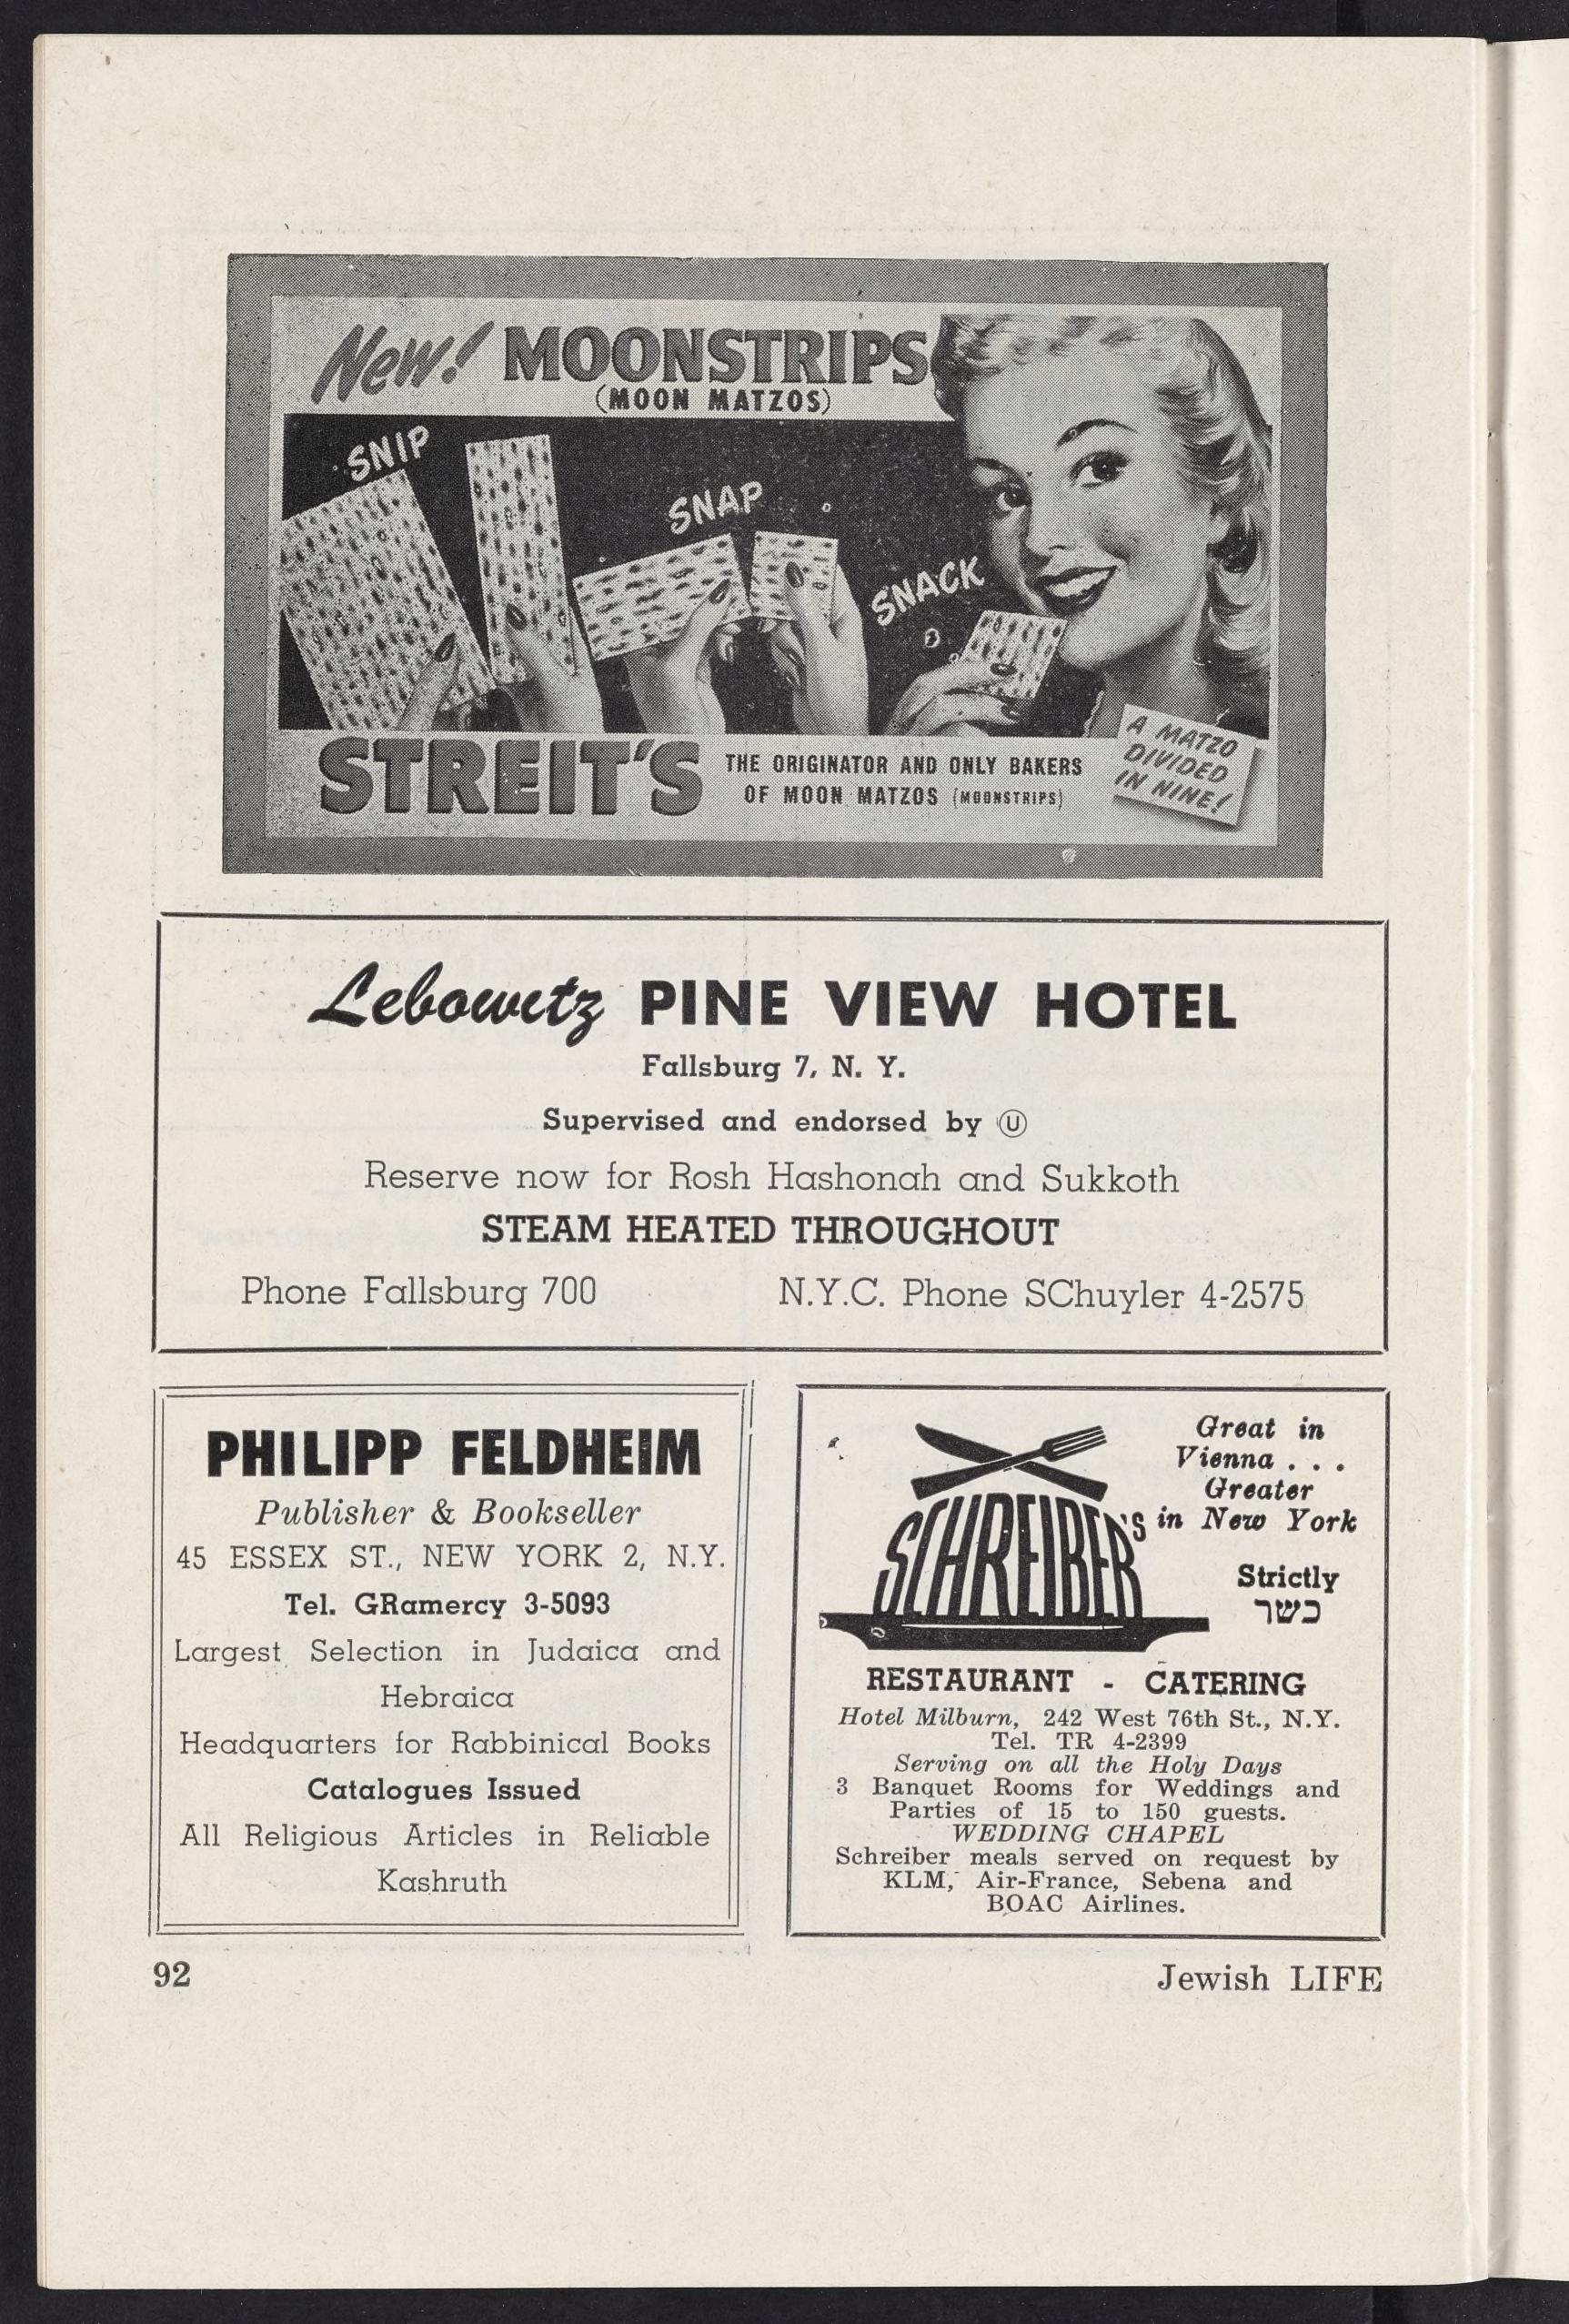 New! MOONSTRIPS
(MOON MATZOS)
SNIP
SNAP
SNACK
STREIT'S
THE ORIGINATOR AND ONLY BAKERS
OF MOON MATZOS (MOONSTRIPS)
A MATZO
DIVIDED
IN NINE!
Lebowitz PINE VIEW HOTEL
Fallsburg 7, N. Y.
Supervised and endorsed by Ⓤ
Reserve now for Rosh Hashonah and Sukkoth
STEAM HEATED THROUGHOUT
Phone Fallsburg 700 N.Y.C. Phone SChuyler 4-2575
PHILIPP FELDHEIM
Publisher & Bookseller
45 ESSEX ST., NEW YORK 2, N.Y.
Tel. GRamercy 3-5093
Largest Selection in Judaica and
Hebraica
Headquarters for Rabbinical Books
Catalogues Issued
All Religious Articles in Reliable
Kashruth
SCHREIBER'S
Great in
Vienna . . .
Greater
in New York
Strictly
כשר
RESTAURANT - CATERING
Hotel Milburn, 242 West 76th St., N.Y.
Tel. TR 4-2399
Serving on all the Holy Days
3 Banquet Rooms for Weddings and
Parties of 15 to 150 guests.
WEDDING CHAPEL
Schreiber meals served on request by
KLM, Air-France, Sebena and
BOAC Airlines.
92
Jewish LIFE